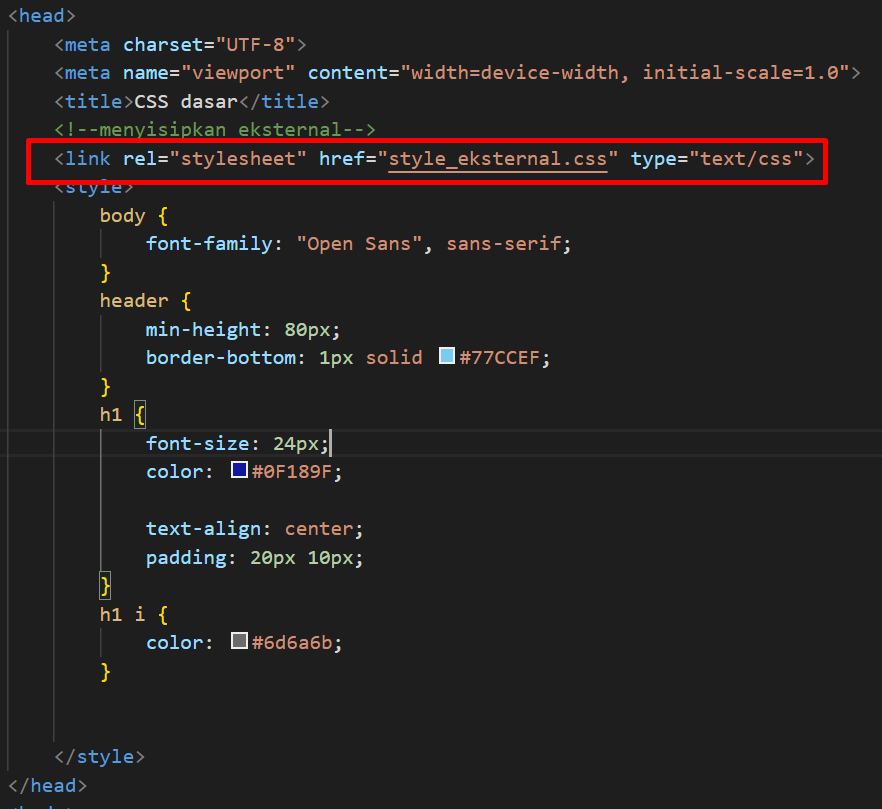 <head>
<meta charset="UTF-8">
<meta name="viewport" content="width=device-width, initial-scale=1.0">
<title>CSS dasar</title>
<!--menyisipkan eksternal-->
<link rel="stylesheet" href="style_eksternal.css" type="text/css">
<style>
body {
font-family: "Open Sans", sans-serif;
}
header {
min-height: 80px;
border-bottom: 1px solid #77CCEF;
}
h1 {
font-size: 24px;
color: #0F189F;
text-align: center;
padding: 20px 10px;
}
h1 i {
color: #6d6a6b;
}
</style>
</head>